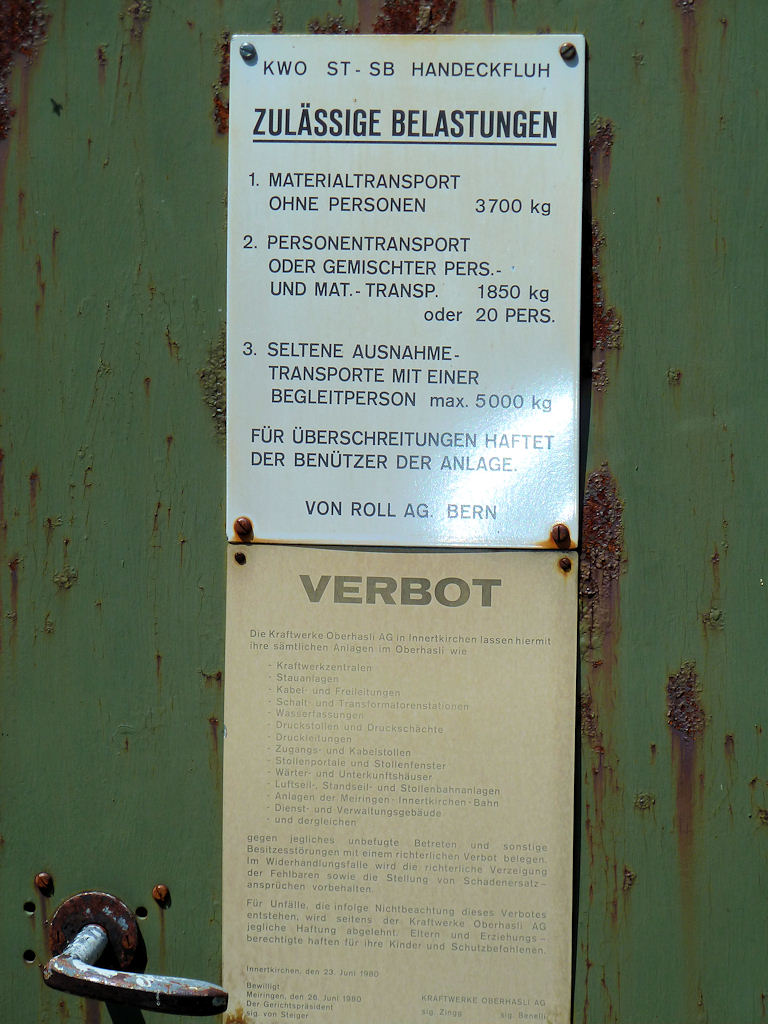 KWO ST-SB HANDECKFLUH
ZULÄSSIGE BELASTUNGEN
1. MATERIALTRANSPORT
OHNE PERSONEN 3700 kg
2. PERSONENTRANSPORT
ODER GEMISCHTER PERS.-
UND MAT.-TRANSP. 1850 kg
oder 20 PERS.
3. SELTENE AUSNAHME-
TRANSPORTE MIT EINER
BEGLEITPERSON max. 5000 kg
FÜR ÜBERSCHREITUNGEN HAFTET
DER BENÜTZER DER ANLAGE.
VON ROLL AG. BERN
VERBOT
Die Kraftwerke Oberhasli AG in Innertkirchen lassen hiermit
ihre sämtlichen Anlagen im Oberhasli wie
- Kraftwerkzentralen
- Stauanlagen
- Kabel- und Freileitungen
- Schalt- und Transformatorenstationen
- Wasserfassungen
- Druckstollen und Druckschächte
- Druckleitungen
- Zugangs- und Kabelstollen
- Stollenportale und Stollenfenster
- Wärter- und Unterkunftshäuser
- Luftseil-, Standseil- und Stollenbahnanlagen
- Anlagen der Meiringen-Innertkirchen-Bahn
- Dienst- und Verwaltungsgebäude
- und dergleichen
gegen jegliches unbefugte Betreten und sonstige
Besitzesstörungen mit einem richterlichen Verbot belegen.
Im Widerhandlungsfalle wird die richterliche Verzeigung
der Fehlbaren sowie die Stellung von Schadenersatz-
ansprüchen vorbehalten.
Für Unfälle, die infolge Nichtbeachtung dieses Verbotes
entstehen, wird seitens der Kraftwerke Oberhasli AG
jegliche Haftung abgelehnt. Eltern und Erziehungs-
berechtigte haften für ihre Kinder und Schutzbefohlenen.
Innertkirchen, den 23. Juni 1980
Bewilligt
Meiringen, den 26. Juni 1980 KRAFTWERKE OBERHASLI AG
Der Gerichtspräsident
sig. von Steiger sig. Zingg sig. Benelli